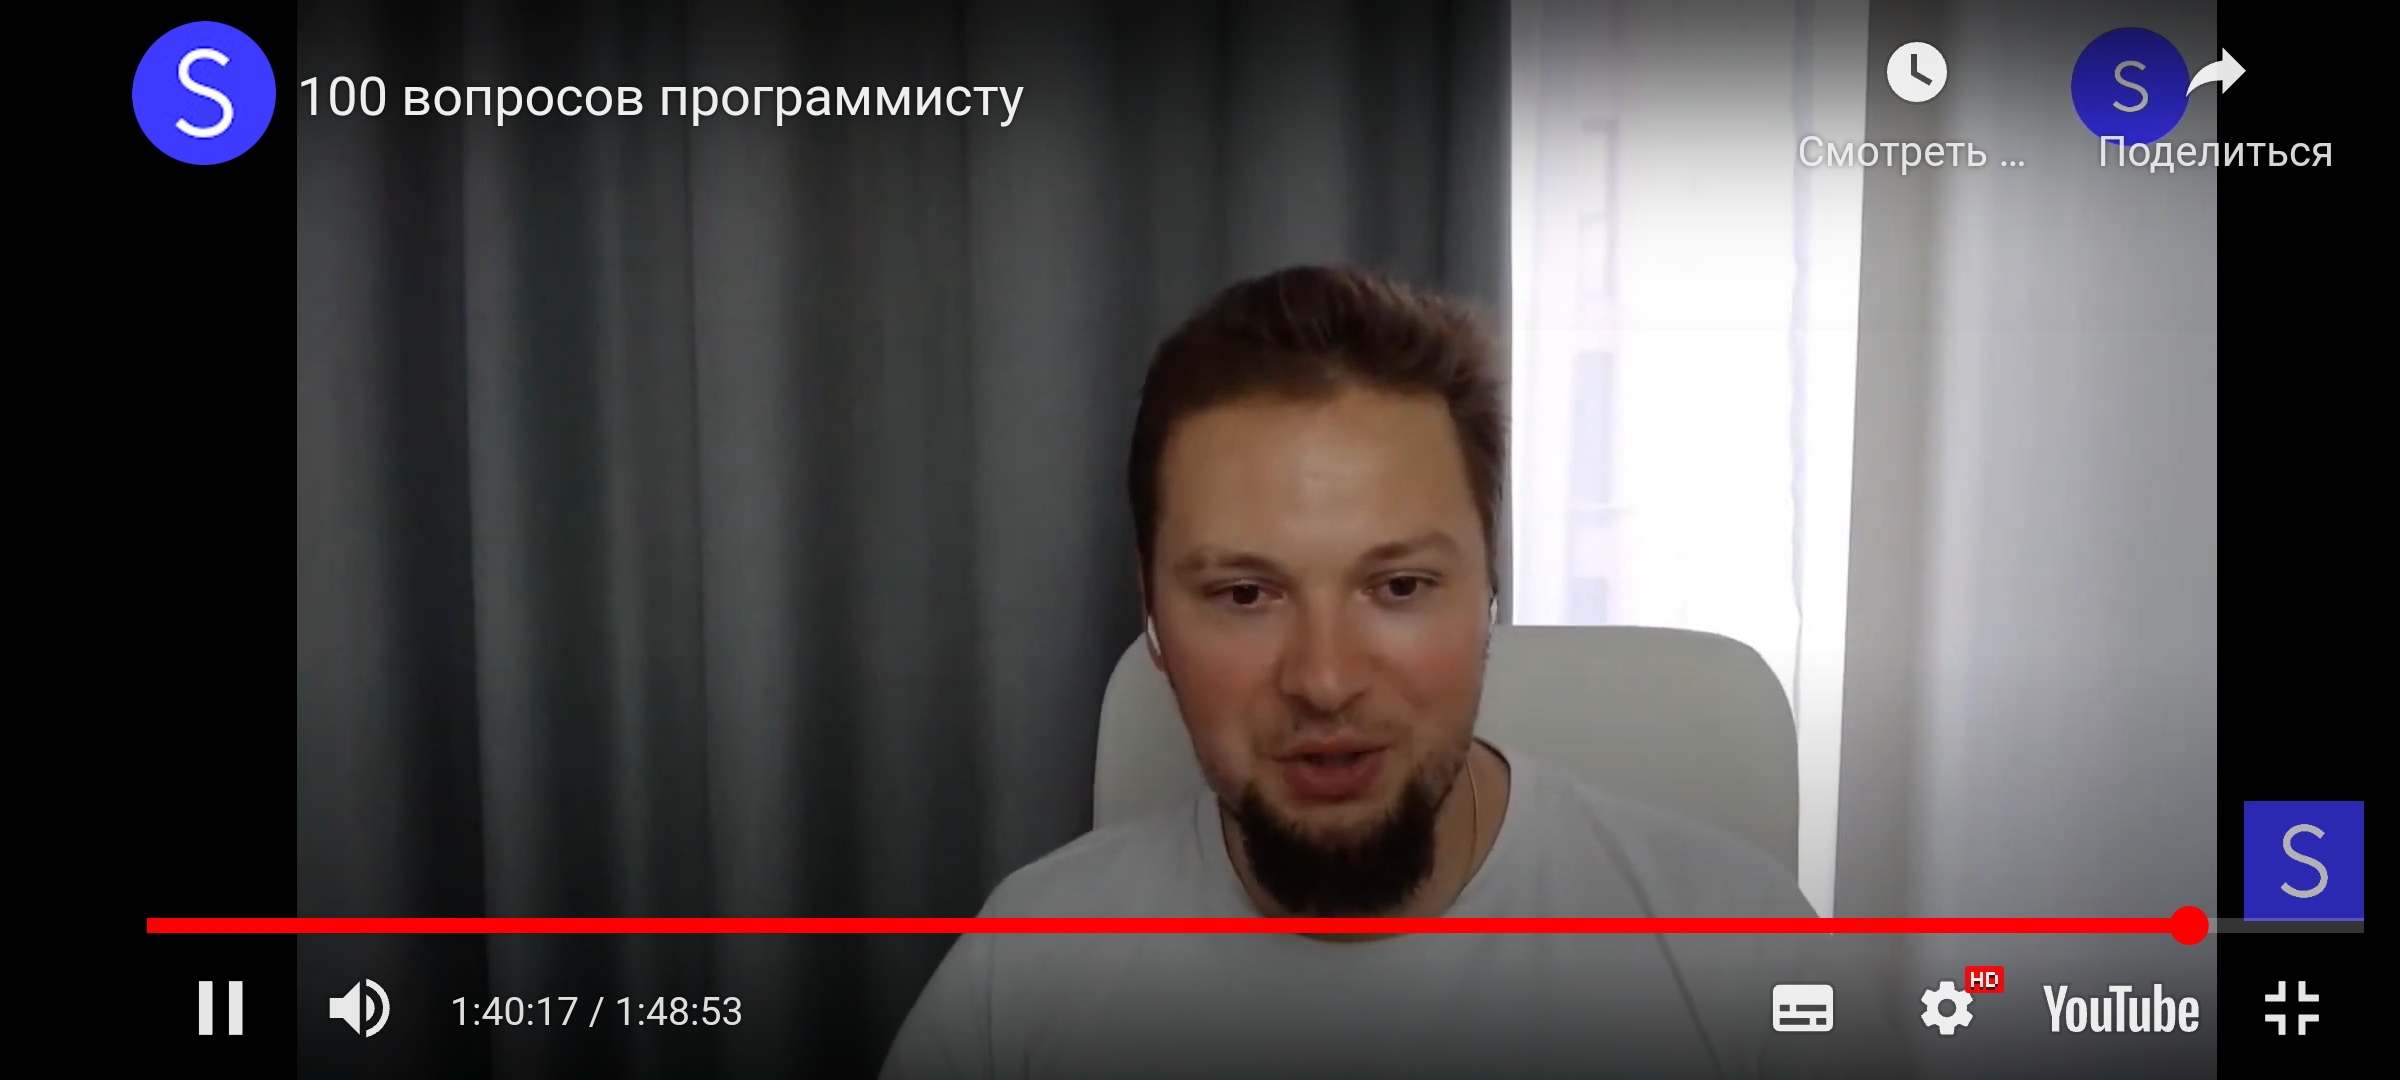 S
100 вопросов программисту
S
Смотреть ...
Поделиться
S
1:40:17 / 1:48:53
HD
YouTube